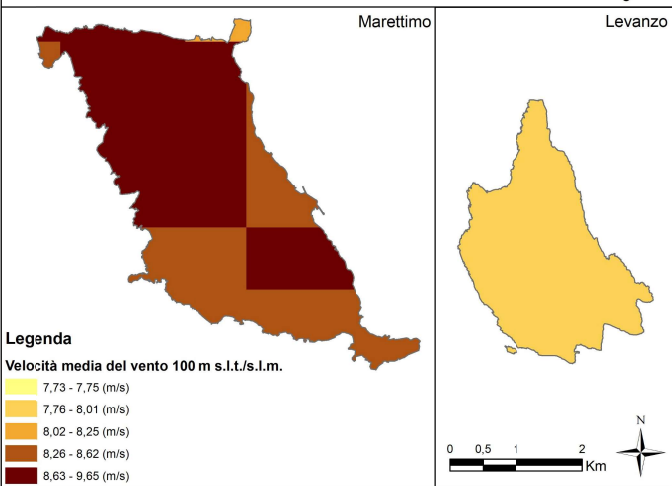 Marettimo
Levanzo
Legenda
Velocità media del vento 100 m s.l.t./s.l.m.
7,73 - 7,75 (m/s)
7,76 - 8,01 (m/s)
8,02 - 8,25 (m/s)
8,26 - 8,62 (m/s)
8,63 - 9,65 (m/s)
N
0 0,5 1 2
Km